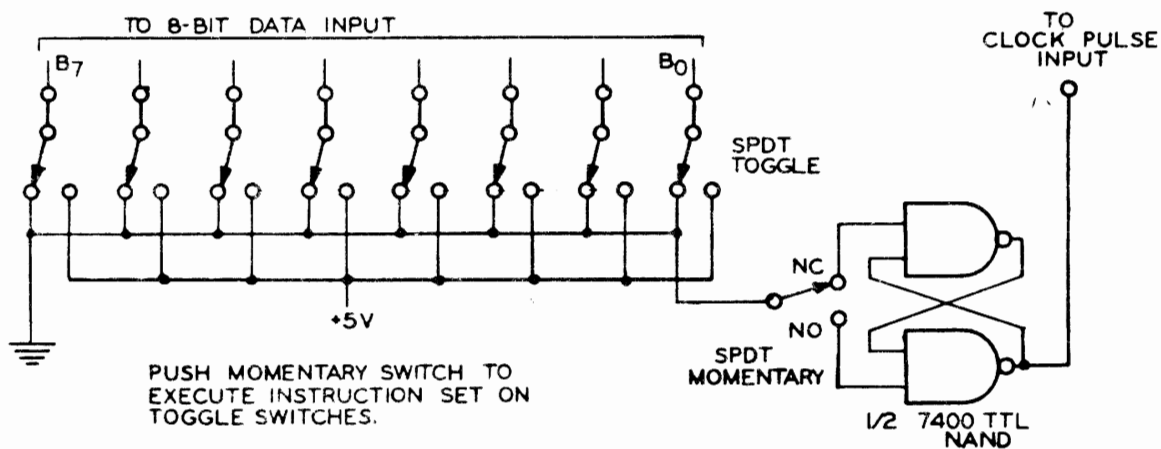 TO 8-BIT DATA INPUT
B7
B0
SPDT
TOGGLE
TO
CLOCK PULSE
INPUT
NC
NO
+5V
SPDT
MOMENTARY
PUSH MOMENTARY SWITCH TO
EXECUTE INSTRUCTION SET ON
TOGGLE SWITCHES.
1/2 7400 TTL
NAND